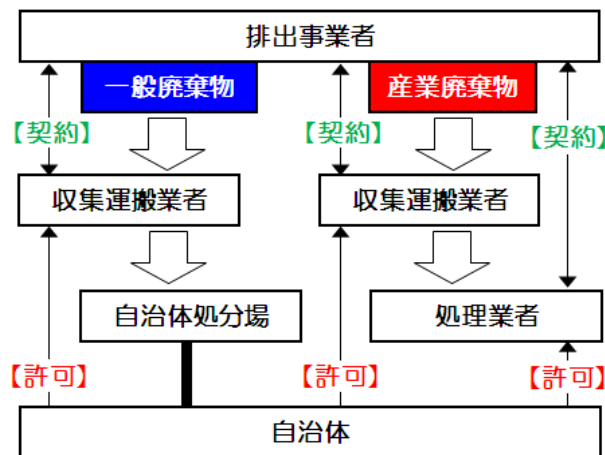 排出事業者
一般廃棄物
産業廃棄物
【契約】
【契約】
【契約】
収集運搬業者
収集運搬業者
自治体処分場
処理業者
【許可】
【許可】
【許可】
自治体